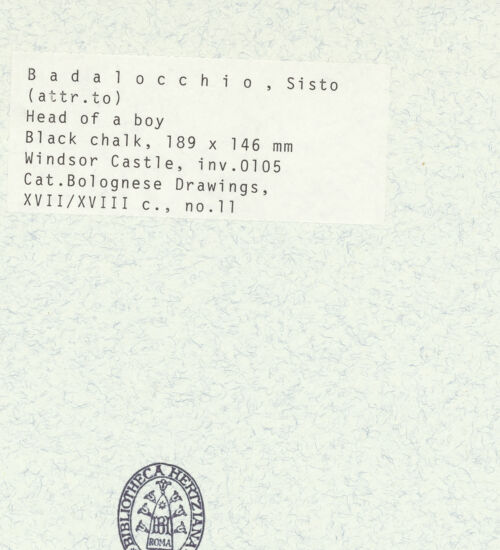 Badalocchio, Sisto
(attr.to)
Head of a boy
Black chalk, 189 x 146 mm
Windsor Castle, inv.0105
Cat.Bolognese Drawings,
XVII/XVIII c., no.11
BIBLIOTHECA HERTZIANA
ROMA